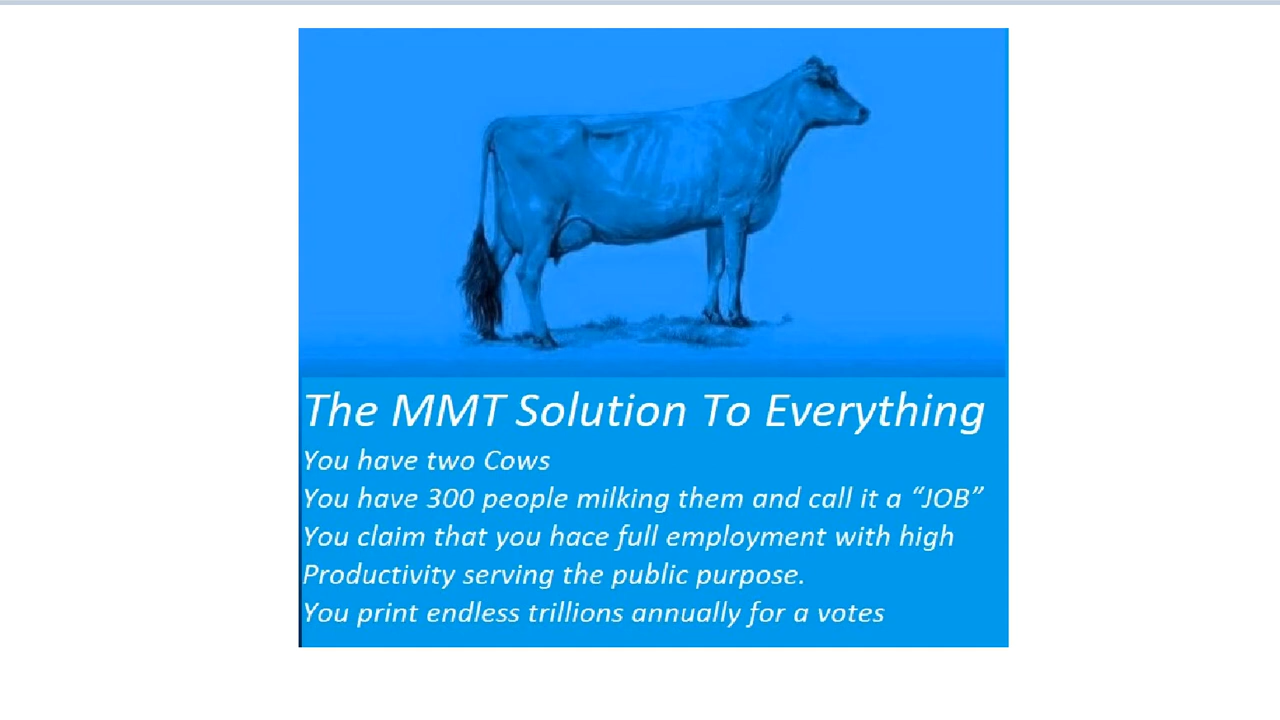 The MMT Solution To Everything
You have two Cows
You have 300 people milking them and call it a “JOB”
You claim that you hace full employment with high
Productivity serving the public purpose.
You print endless trillions annually for a votes